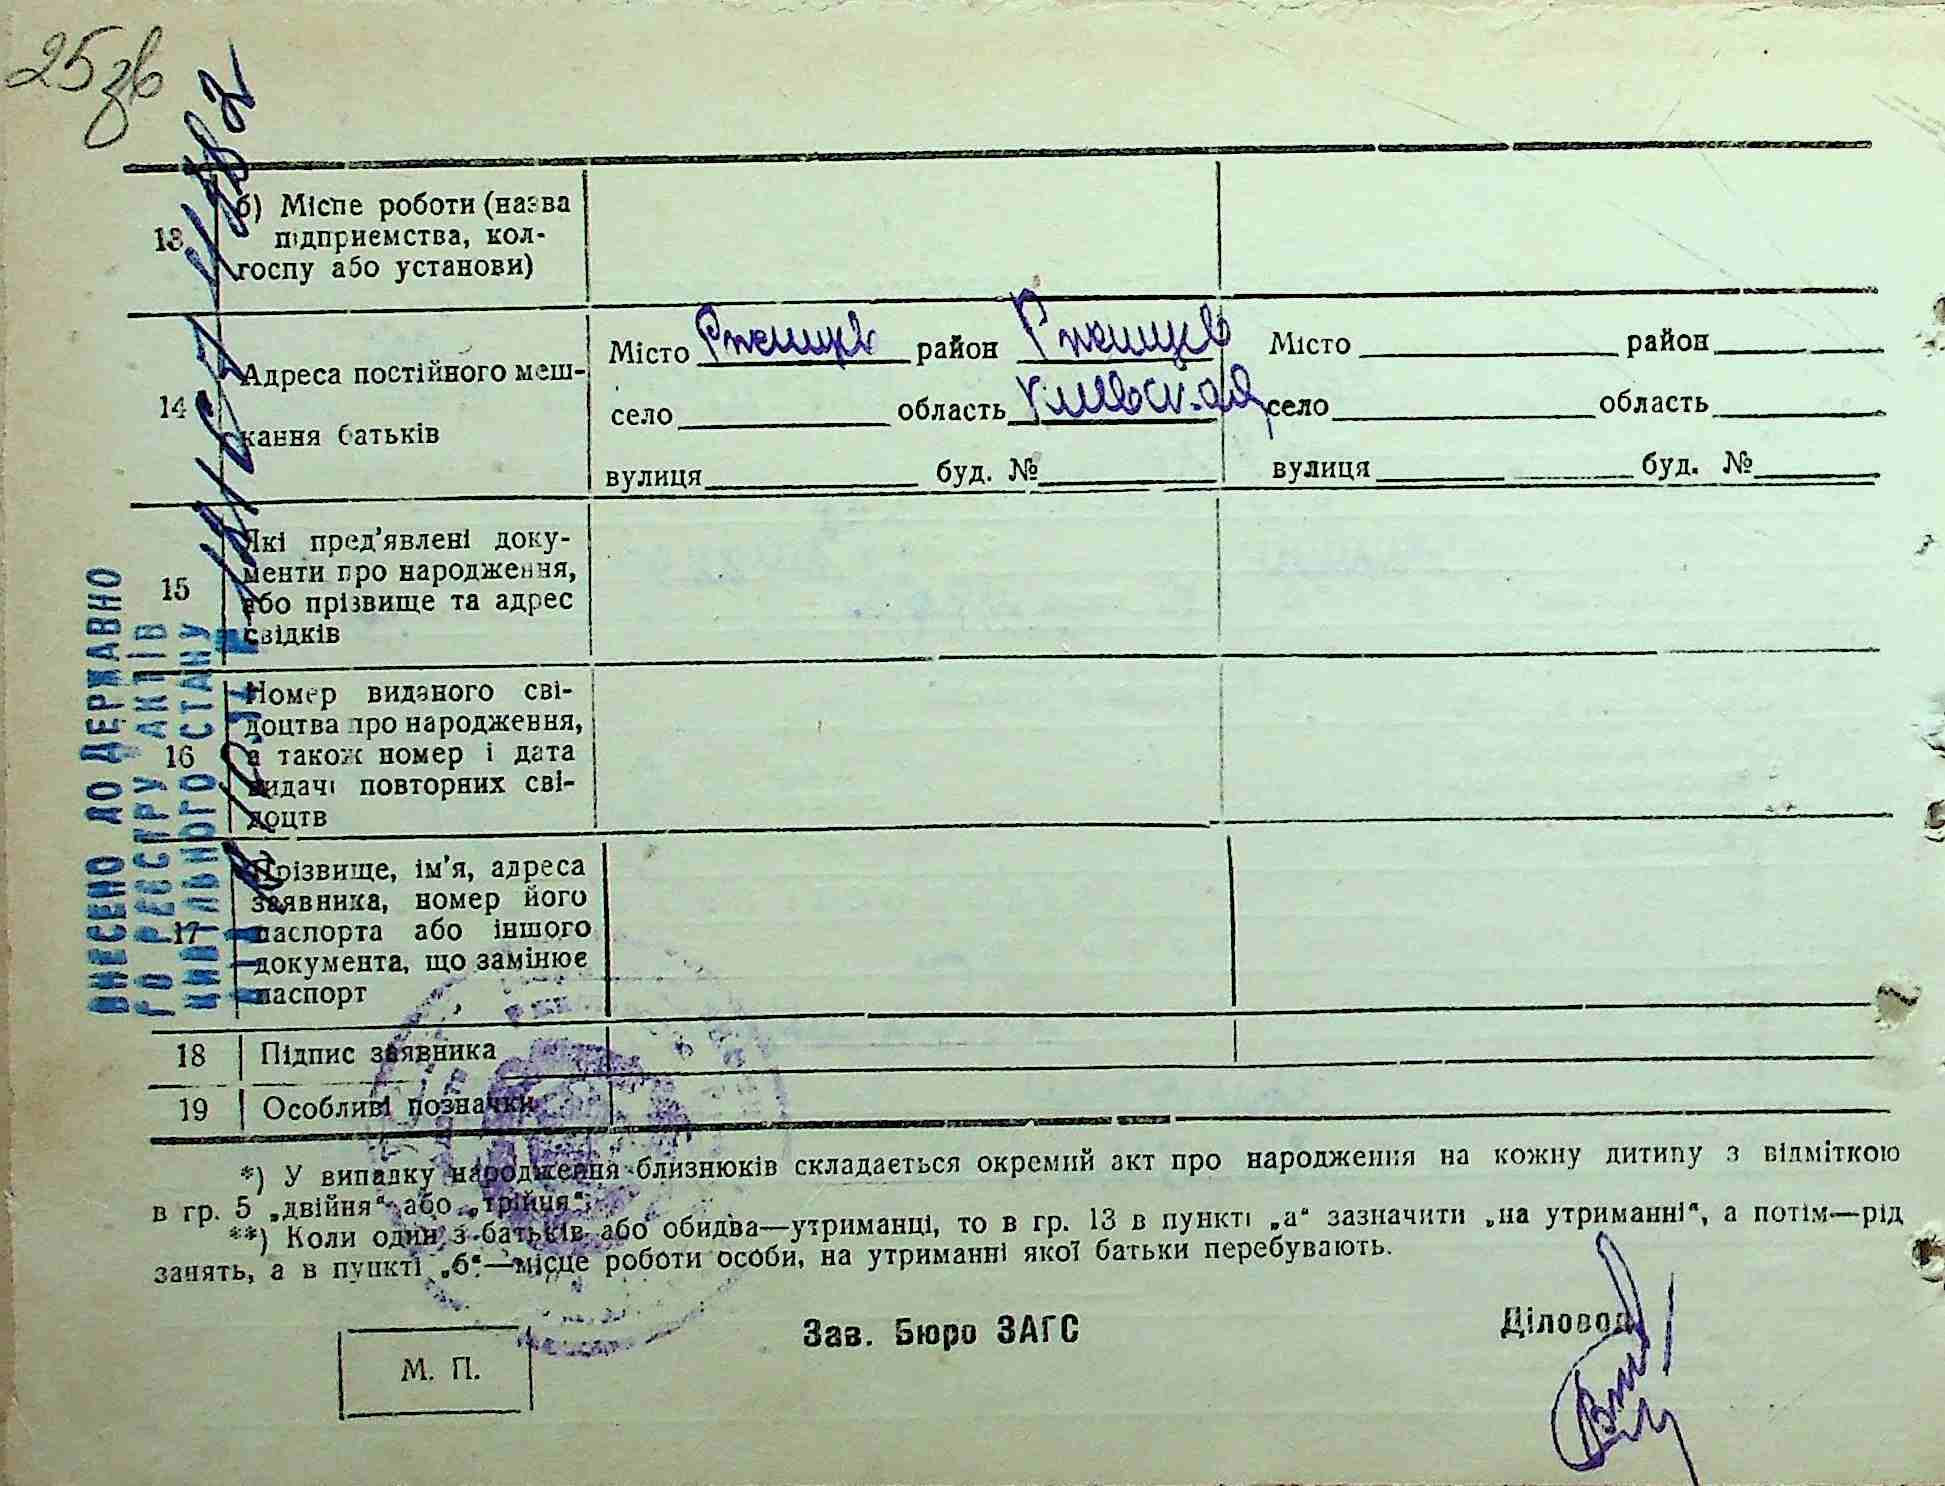 25зв
13
б) Місце роботи (назва
підприємства, кол-
госпу або установи)
14
Адреса постійного меш-
кання батьків
Місто Ржищев район Ржищев
село область Киевская
вулиця буд. №
Місто район
село область
вулиця буд. №
15
Які пред'явлені доку-
менти про народження,
або прізвище та адрес
свідків
16
Номер виданого сві-
доцтва про народження,
а також номер і дата
видачі повторних сві-
доцтв
17
Прізвище, ім'я, адреса
заявника, номер його
паспорта або іншого
документа, що замінює
паспорт
18 Підпис заявника
19 Особливі позначки
*) У випадку народження близнюків складається окремий акт про народження на кожну дитину з відміткою
в гр. 5 „двійня“ або „трійня“.
**) Коли один з батьків або обидва—утриманці, то в гр. 13 в пункті „а“ зазначити „на утриманні“, а потім—рід
занять, а в пункті „б“—місце роботи особи, на утриманні якої батьки перебувають.
М. П.
Зав. Бюро ЗАГС
Діловод
ВНЕСЕНО ДО ДЕРЖАВНО
ГО РЕЄСТРУ АКТІВ
ЦИВІЛЬНОГО СТАНУ